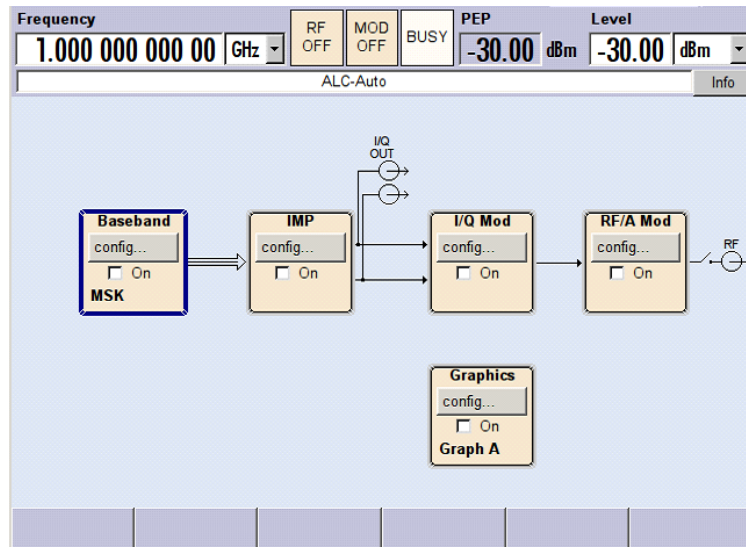 Frequency RF OFF MOD OFF BUSY PEP Level
1.000 000 000 00 GHz -30.00 dBm -30.00 dBm
ALC-Auto Info
I/Q
OUT
Baseband IMP I/Q Mod RF/A Mod
config... config... config... config... RF
On On On On
MSK
Graphics
config...
On
Graph A